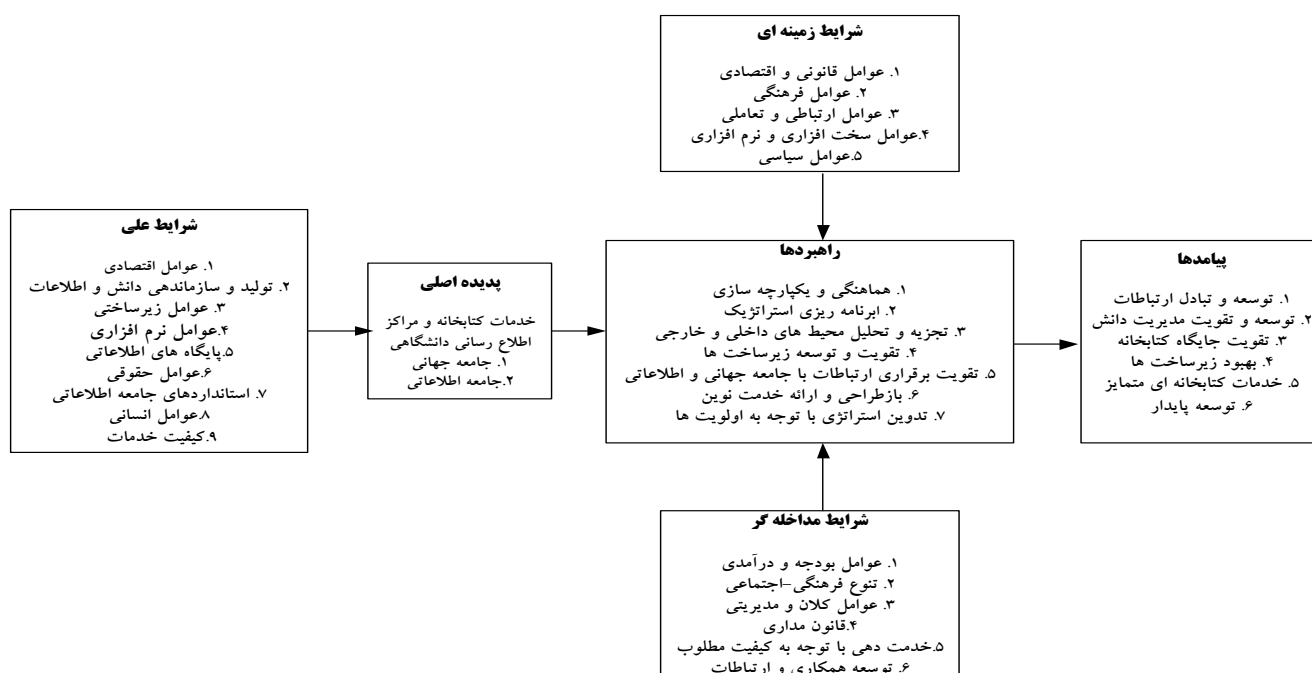 شرایط زمینه ای
۱. عوامل قانونی و اقتصادی
۲. عوامل فرهنگی
۳. عوامل ارتباطی و تعاملی
۴.عوامل سخت افزاری و نرم افزاری
۵.عوامل سیاسی
شرایط علی
۱. عوامل اقتصادی
۲. تولید و سازماندهی دانش و اطلاعات
۳. عوامل زیرساختی
۴.عوامل نرم افزاری
۵.پایگاه های اطلاعاتی
۶.عوامل حقوقی
۷. استانداردهای جامعه اطلاعاتی
۸.عوامل انسانی
۹.کیفیت خدمات
پدیده اصلی
خدمات کتابخانه و مراکز
اطلاع رسانی دانشگاهی
۱. جامعه جهانی
۲.جامعه اطلاعاتی
راهبردها
۱. هماهنگی و یکپارچه سازی
۲. ابرنامه ریزی استراتژیک
۳. تجزیه و تحلیل محیط های داخلی و خارجی
۴. تقویت و توسعه زیرساخت ها
۵. تقویت برقراری ارتباطات با جامعه جهانی و اطلاعاتی
۶. بازطراحی و ارائه خدمت نوین
۷. تدوین استراتژی با توجه به اولویت ها
پیامدها
۱. توسعه و تبادل ارتباطات
۲. توسعه و تقویت مدیریت دانش
۳. تقویت جایگاه کتابخانه
۴. بهبود زیرساخت ها
۵. خدمات کتابخانه ای متمایز
۶. توسعه پایدار
شرایط مداخله گر
۱. عوامل بودجه و درآمدی
۲. تنوع فرهنگی-اجتماعی
۳. عوامل کلان و مدیریتی
۴.قانون مداری
۵.خدمت دهی با توجه به کیفیت مطلوب
۶. توسعه همکاری و ارتباطات